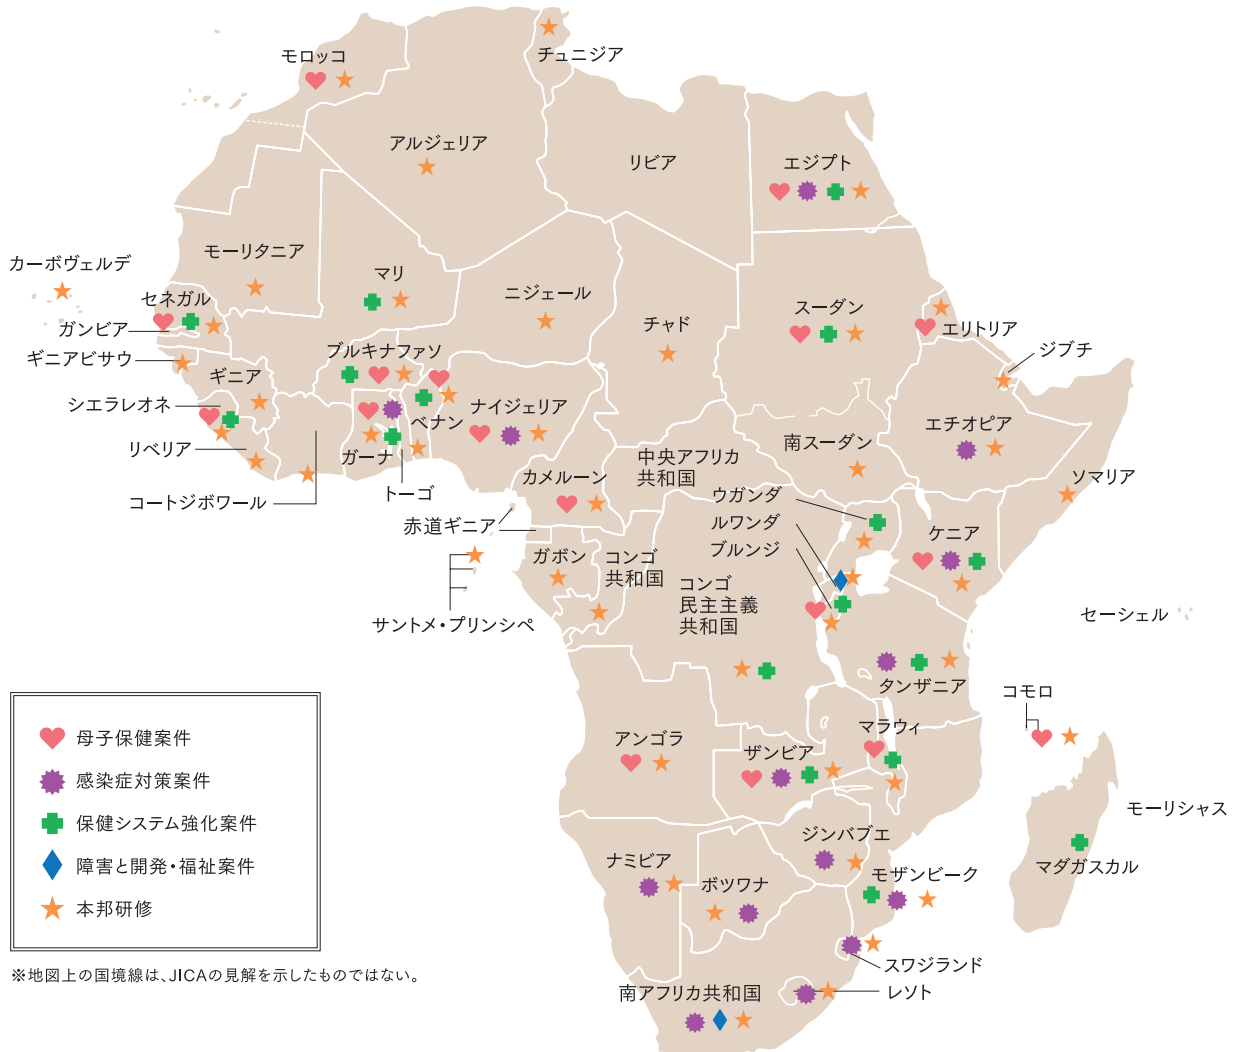 モロッコ
チュニジア
アルジェリア
リビア
エジプト
モーリタニア
カーボヴェルデ
マリ
ニジェール
セネガル
チャド
スーダン
ガンビア
エリトリア
ギニアビサウ
ブルキナファソ
ジブチ
ギニア
シエラレオネ
ナイジェリア
ベナン
エチオピア
リベリア
ガーナ
南スーダン
中央アフリカ
共和国
カメルーン
ソマリア
コートジボワール
トーゴ
ウガンダ
赤道ギニア
ルワンダ
ケニア
ブルンジ
ガボン
コンゴ
共和国
コンゴ
民主主義
共和国
サントメ・プリンシペ
セーシェル
タンザニア
コモロ
マラウィ
アンゴラ
ザンビア
モーリシャス
ジンバブエ
マダガスカル
ナミビア
ボツワナ
モザンビーク
スワジランド
レソト
南アフリカ共和国
母子保健案件
感染症対策案件
保健システム強化案件
障害と開発・福祉案件
本邦研修
※地図上の国境線は、JICAの見解を示したものではない。